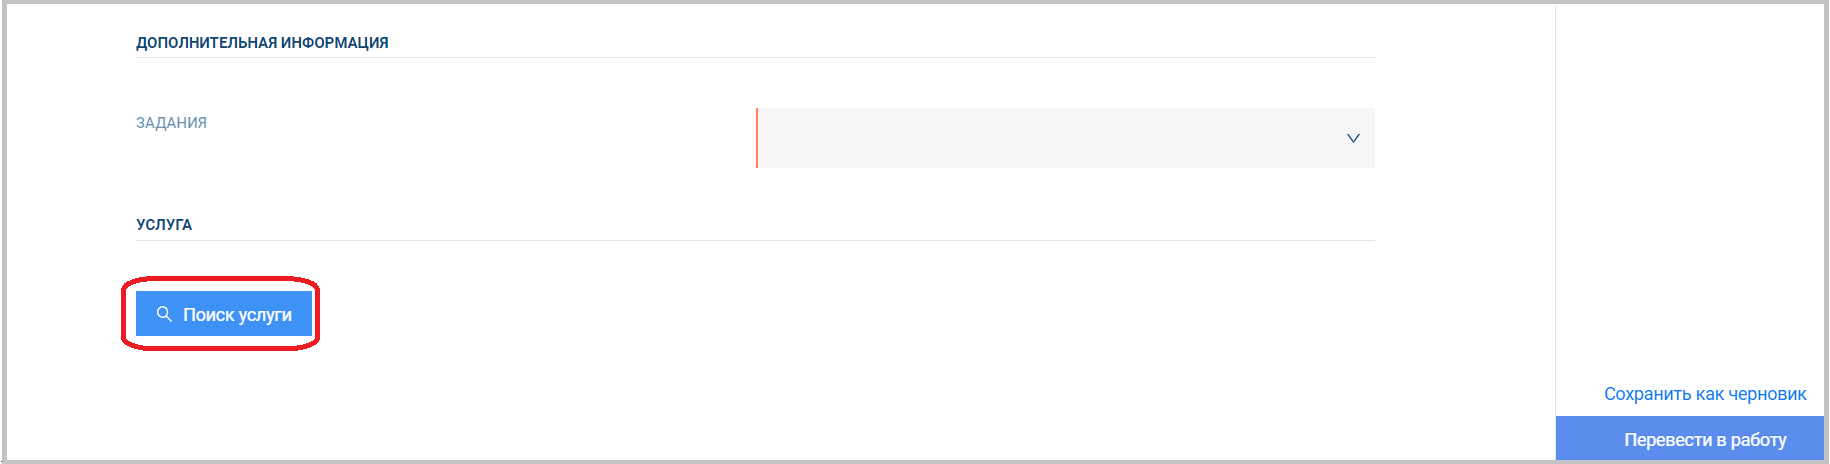 ДОПОЛНИТЕЛЬНАЯ ИНФОРМАЦИЯ
ЗАДАНИЯ
УСЛУГА
Поиск услуги
Сохранить как черновик
Перевести в работу